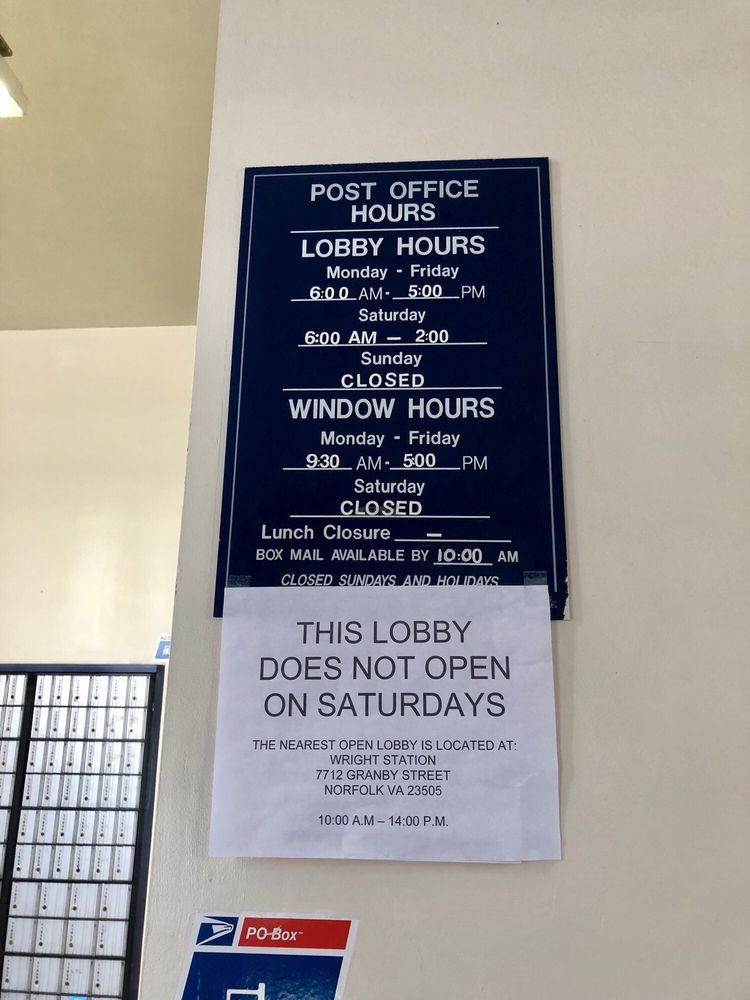 POST OFFICE
HOURS
LOBBY HOURS
Monday - Friday
6:00 AM - 5:00 PM
Saturday
6:00 AM — 2:00
Sunday
CLOSED
WINDOW HOURS
Monday - Friday
9:30 AM - 5:00 PM
Saturday
CLOSED
Lunch Closure —
BOX MAIL AVAILABLE BY 10:00 AM
CLOSED SUNDAYS AND HOLIDAYS
THIS LOBBY
DOES NOT OPEN
ON SATURDAYS
THE NEAREST OPEN LOBBY IS LOCATED AT:
WRIGHT STATION
7712 GRANBY STREET
NORFOLK VA 23505
10:00 A.M – 14:00 P.M.
PO Box™